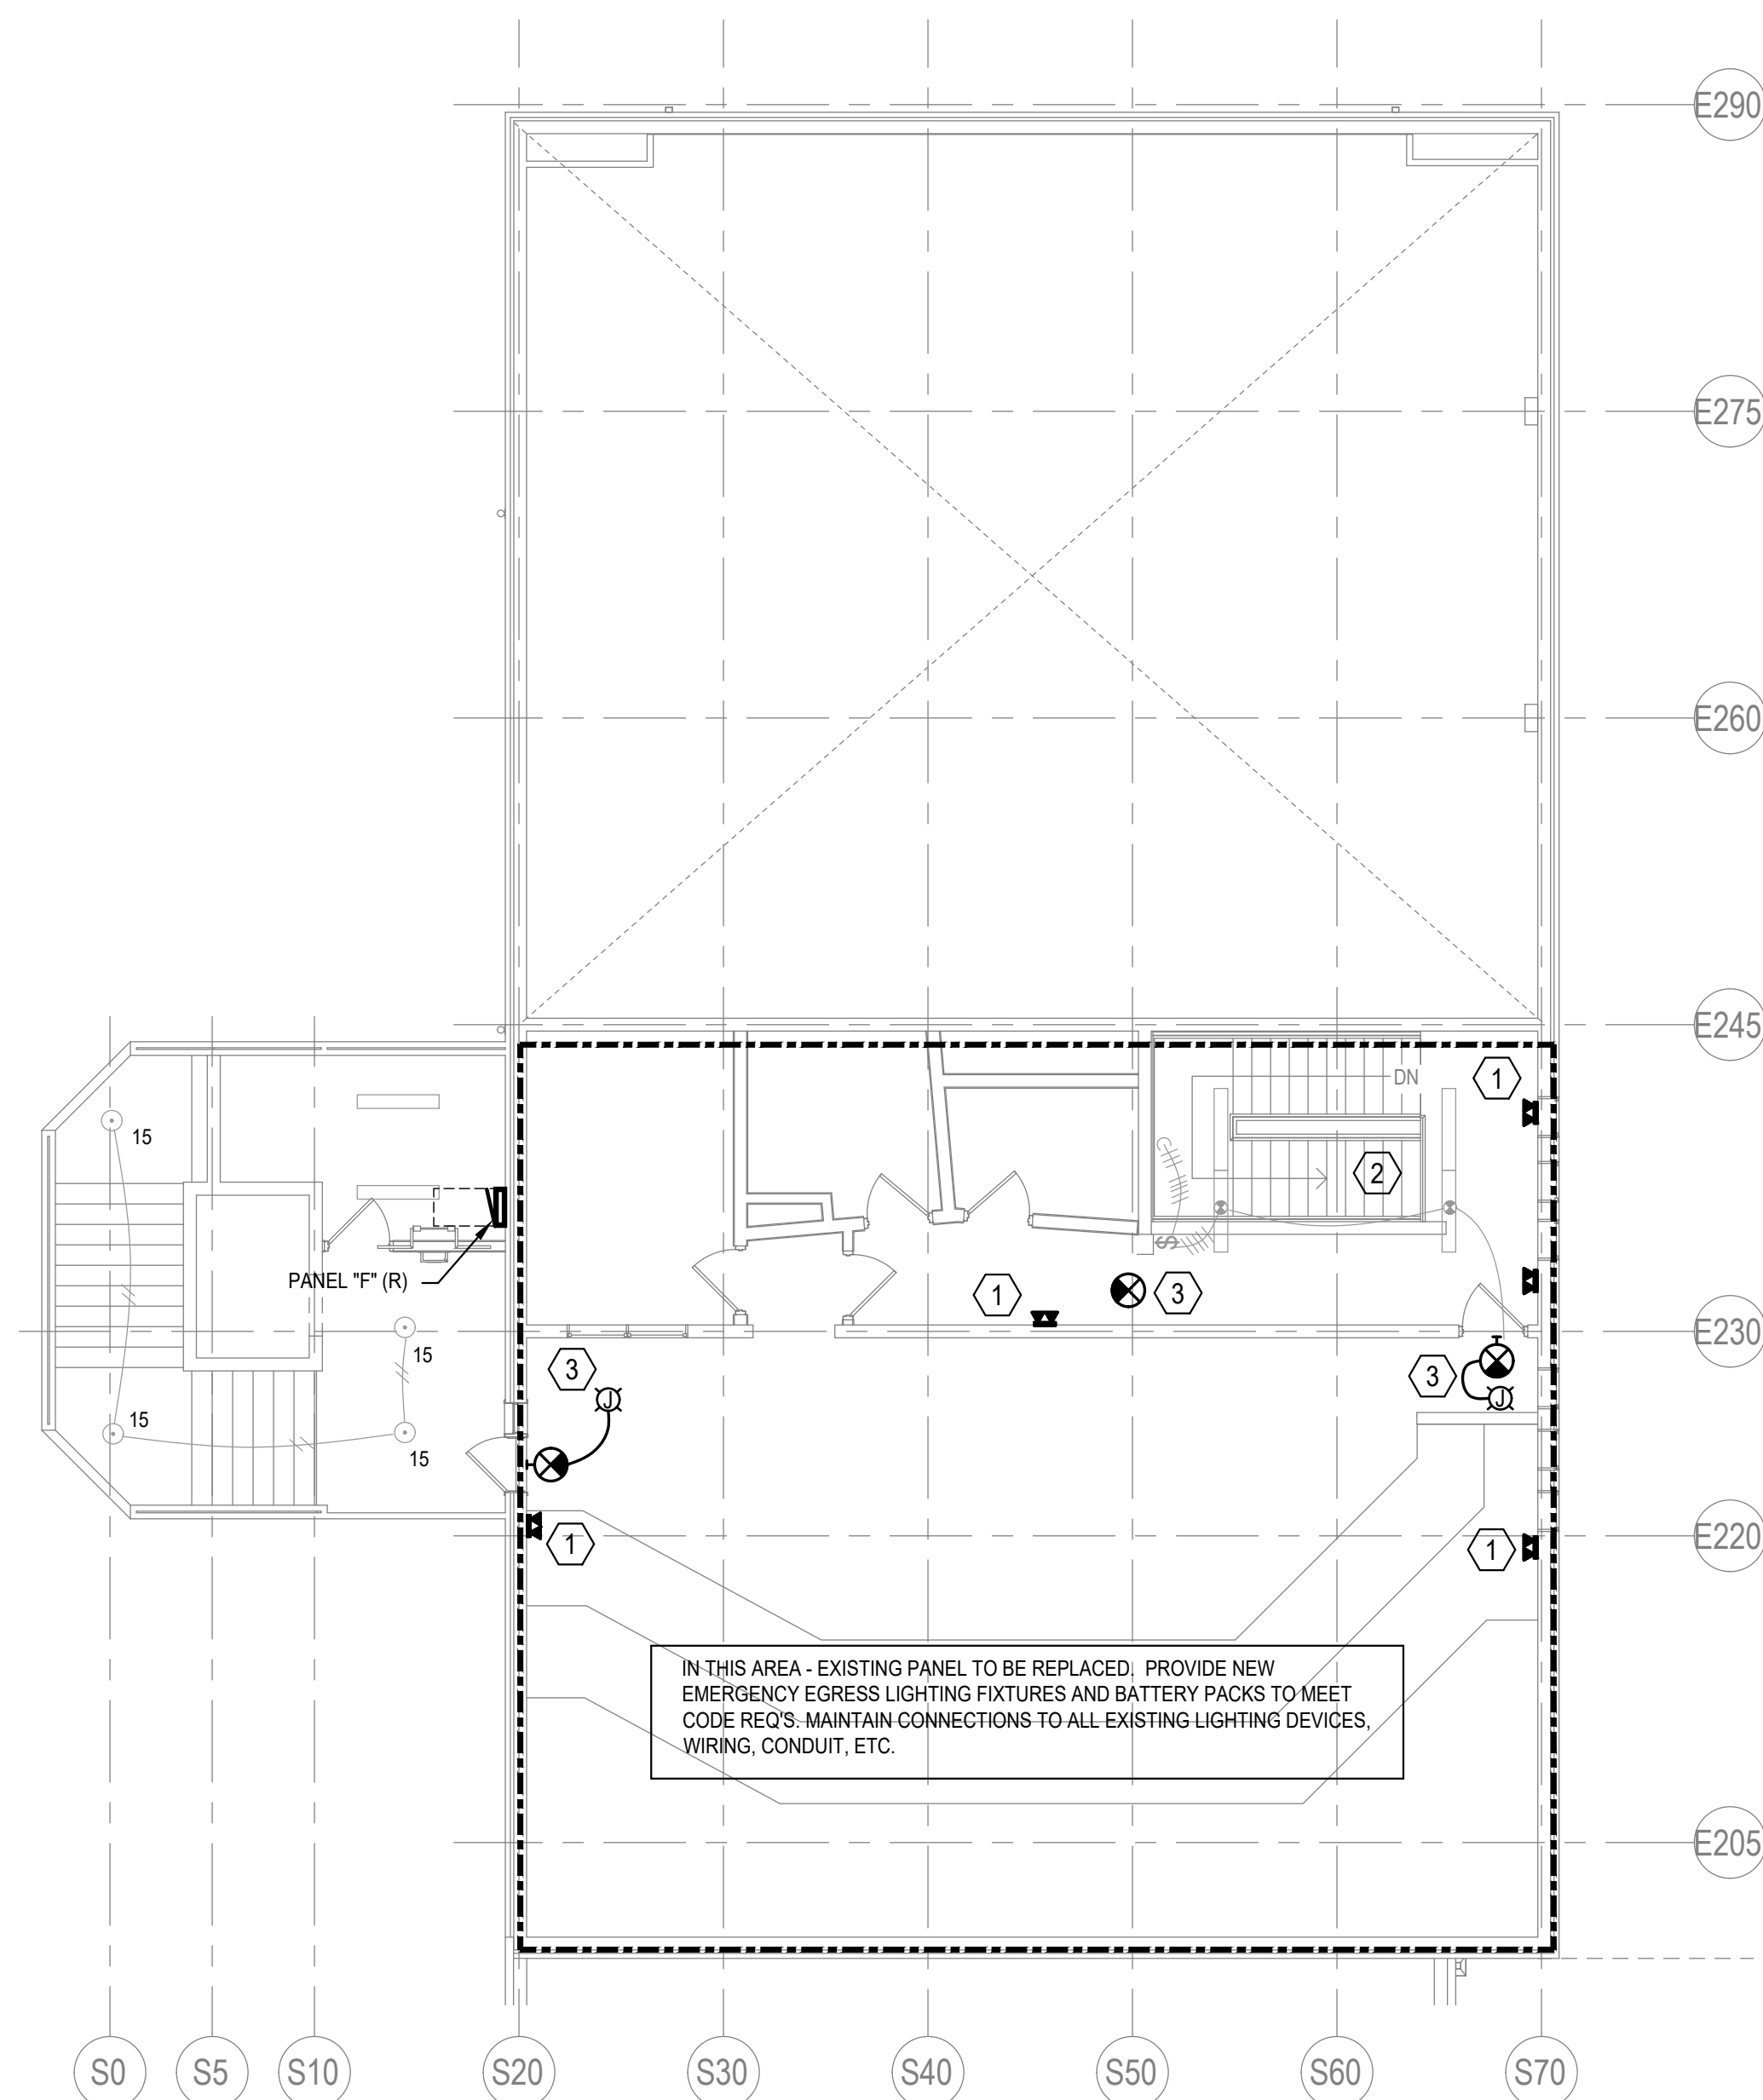 E290
E275
E260
E245
1
DN
15
2
PANEL "F" (R)
$
1
3
E230
15
3
J
3
J
15
15
1
1
E220
IN THIS AREA - EXISTING PANEL TO BE REPLACED.  PROVIDE NEW
EMERGENCY EGRESS LIGHTING FIXTURES AND BATTERY PACKS TO MEET
CODE REQ'S. MAINTAIN CONNECTIONS TO ALL EXISTING LIGHTING DEVICES,
WIRING, CONDUIT, ETC.
E205
S0
S5
S10
S20
S30
S40
S50
S60
S70